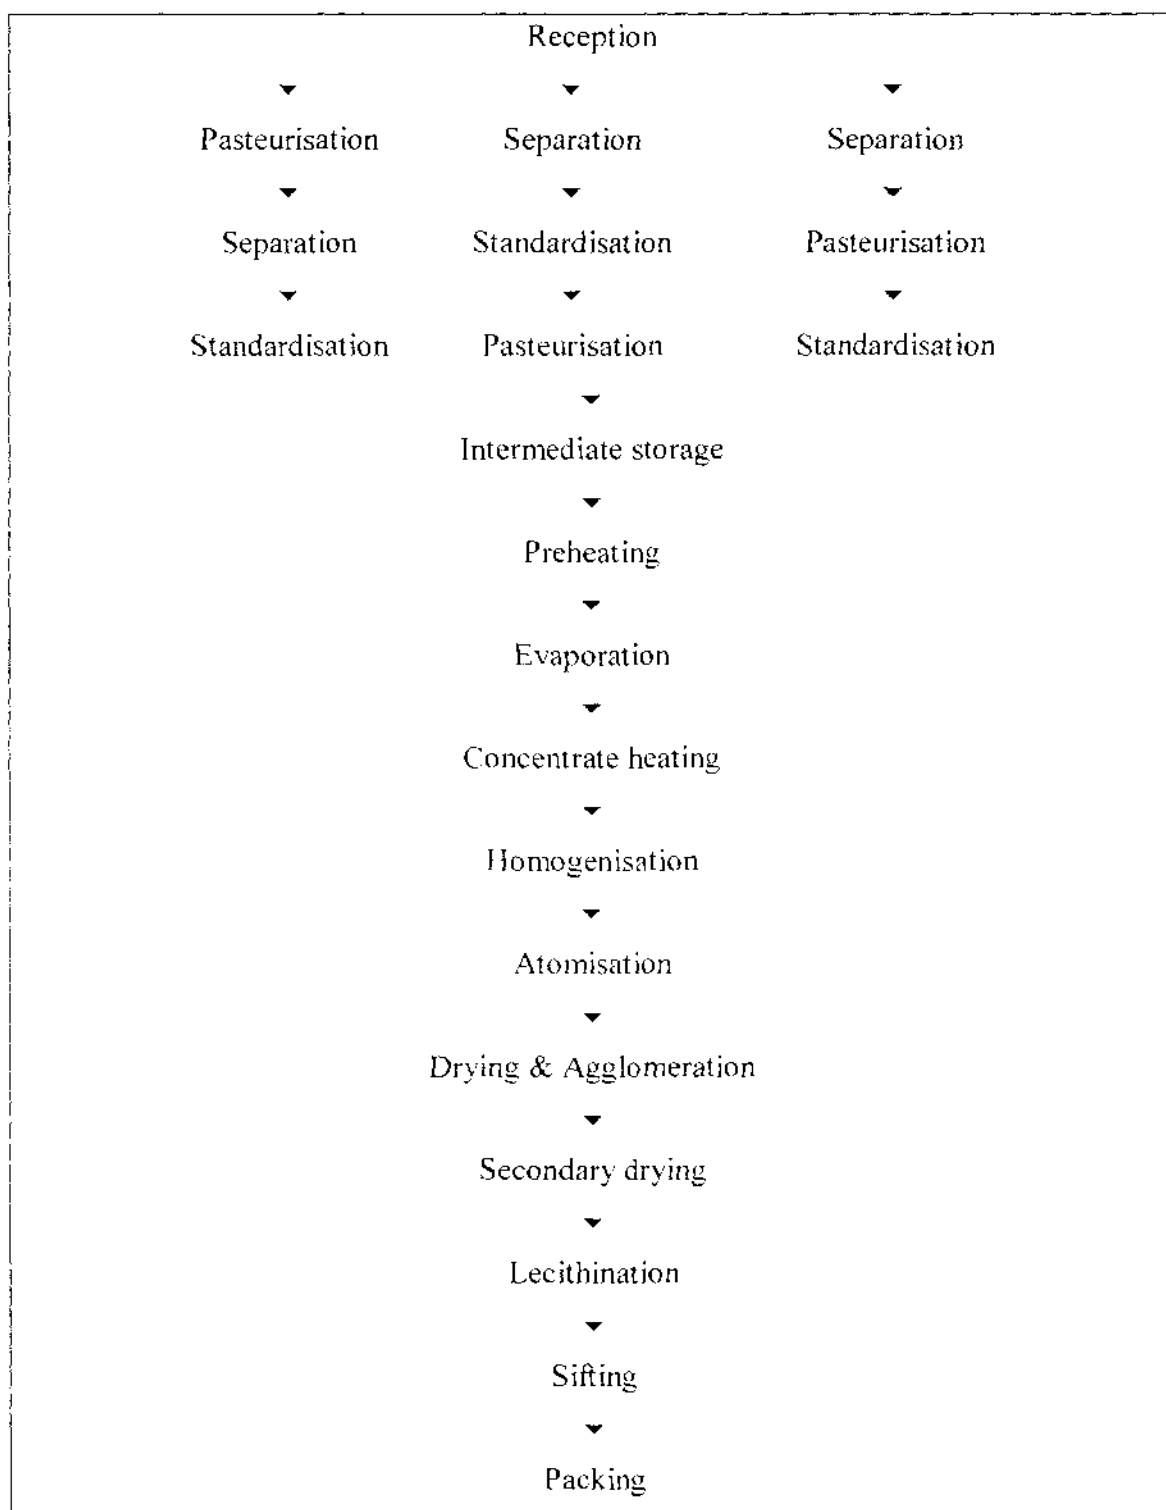 Reception
Pasteurisation Separation Separation
Separation Standardisation Pasteurisation
Standardisation Pasteurisation Standardisation
Intermediate storage
Preheating
Evaporation
Concentrate heating
Homogenisation
Atomisation
Drying & Agglomeration
Secondary drying
Lecithination
Sifting
Packing